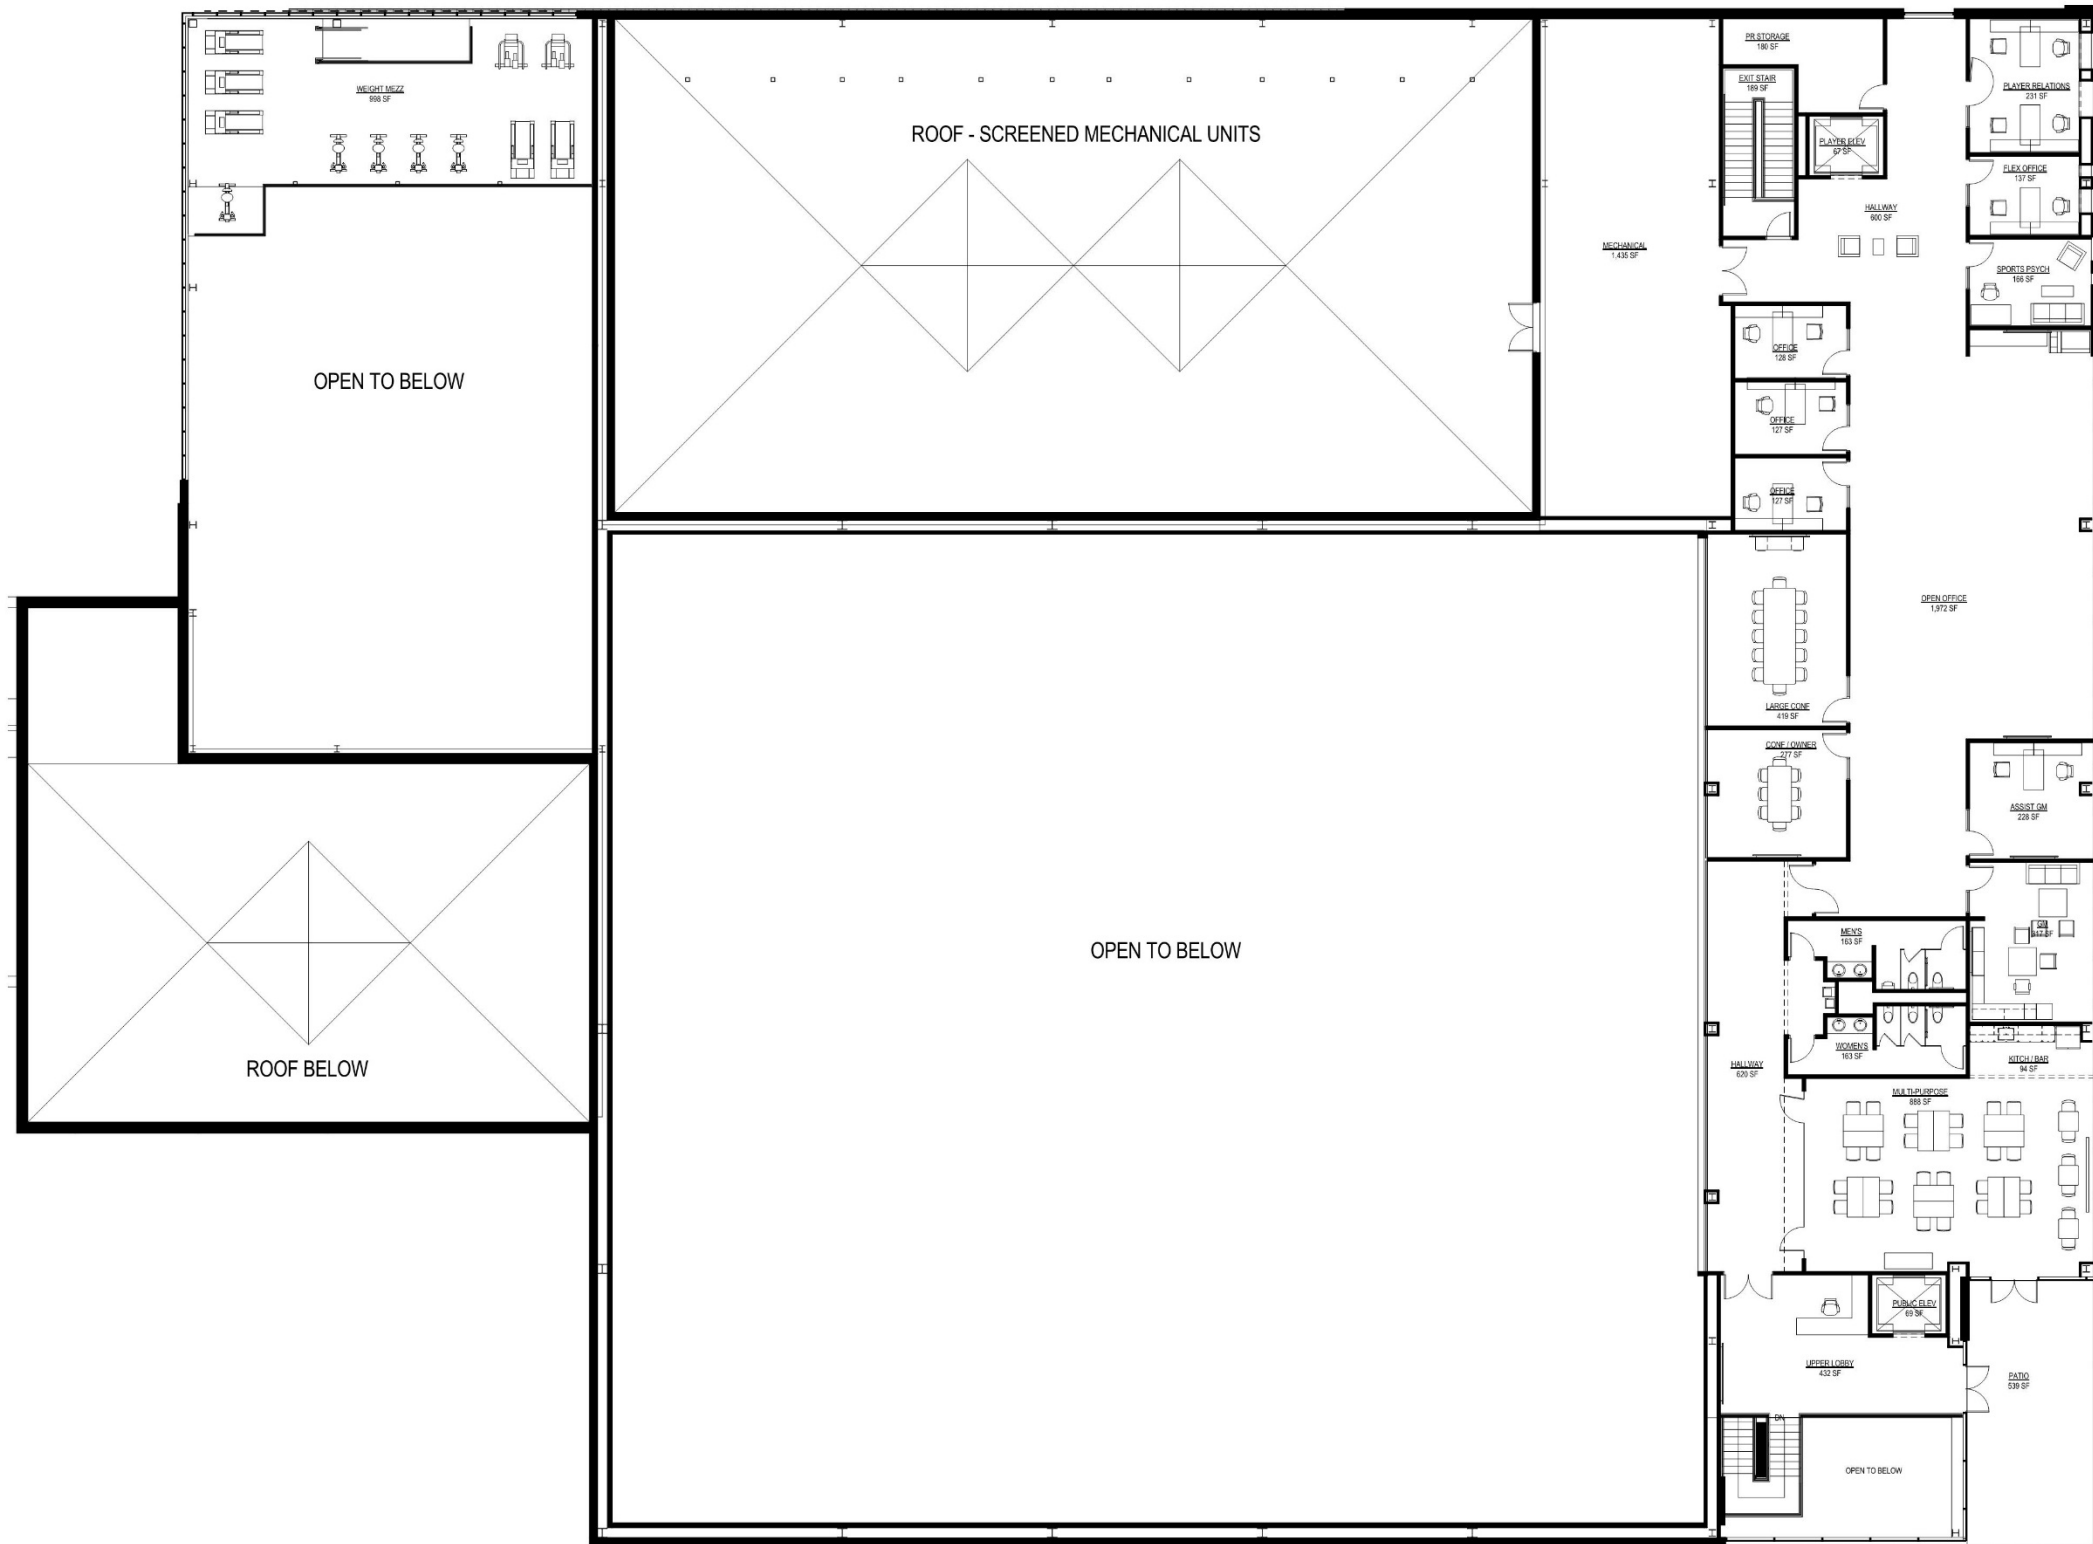 PR STORAGE
180 SF
EXIT STAIR
189 SF
PLAYER RELATIONS
231 SF
WEIGHT MEZZ
998 SF
ROOF - SCREENED MECHANICAL UNITS
PLAYER ELEV
67 SF
FLEX OFFICE
137 SF
HALLWAY
600 SF
MECHANICAL
1,435 SF
SPORTS PSYCH
166 SF
OFFICE
128 SF
OPEN TO BELOW
OFFICE
127 SF
OFFICE
127 SF
OPEN OFFICE
1,972 SF
LARGE CONF
419 SF
CONF / OWNER
277 SF
ASSIST GM
228 SF
OPEN TO BELOW
MEN'S
163 SF
GM
317 SF
ROOF BELOW
WOMEN'S
163 SF
HALLWAY
620 SF
KITCH / BAR
94 SF
MULTI-PURPOSE
888 SF
PUBLIC ELEV
69 SF
UPPER LOBBY
432 SF
PATIO
539 SF
DN
OPEN TO BELOW